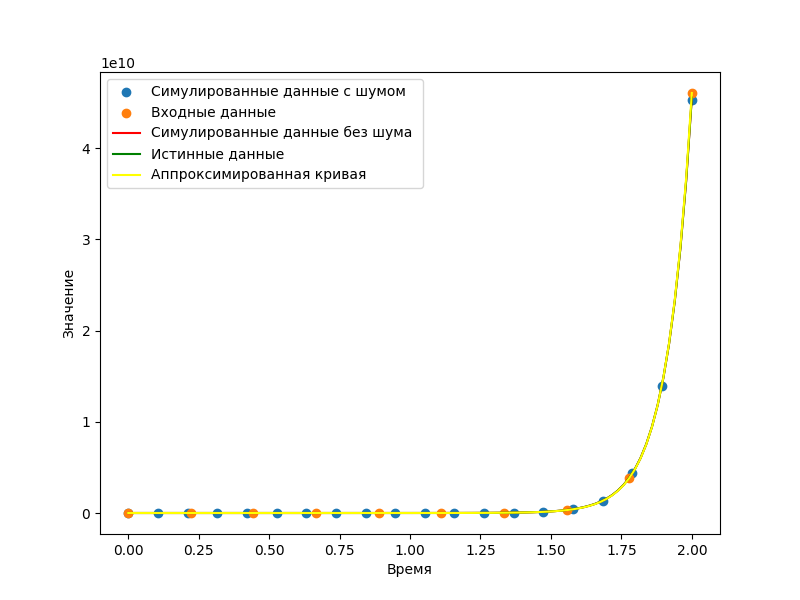 1e10
Симулированные данные с шумом
Входные данные
Симулированные данные без шума
Истинные данные
Аппроксимированная кривая
4
3
2
1
0
Значение
0.00 0.25 0.50 0.75 1.00 1.25 1.50 1.75 2.00
Время